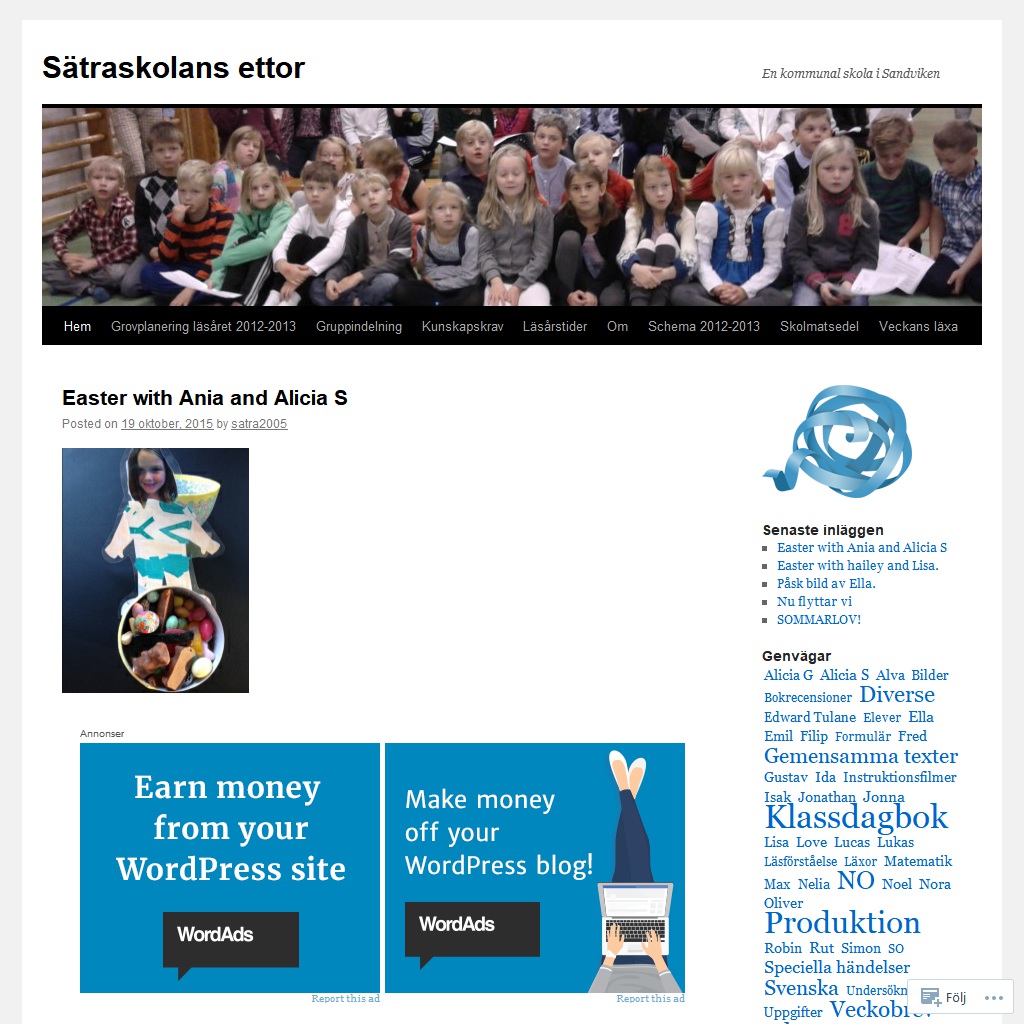 Sätraskolans ettor
En kommunal skola i Sandviken
Hem Grovplanering läsåret 2012-2013 Gruppindelning Kunskapskrav Läsårstider Om Schema 2012-2013 Skolmatsedel Veckans läxa
Easter with Ania and Alicia S
Posted on 19 oktober, 2015 by satra2005
Annonser
Earn money
from your
WordPress site
WordAds
Report this ad
Make money
off your
WordPress blog!
WordAds
Report this ad
Senaste inläggen
Easter with Ania and Alicia S
Easter with hailey and Lisa.
Påsk bild av Ella.
Nu flyttar vi
SOMMARLOV!
Genvägar
Alicia G Alicia S Alva Bilder
Bokrecensioner Diverse
Edward Tulane Elever Ella
Emil Filip Formulär Fred
Gemensamma texter
Gustav Ida Instruktionsfilmer
Isak Jonathan Jonna
Klassdagbok
Lisa Love Lucas Lukas
Läsförståelse Läxor Matematik
Max Nelia NO Noel Nora
Oliver
Produktion
Robin Rut Simon SO
Speciella händelser
Svenska
Uppgifter
Följ